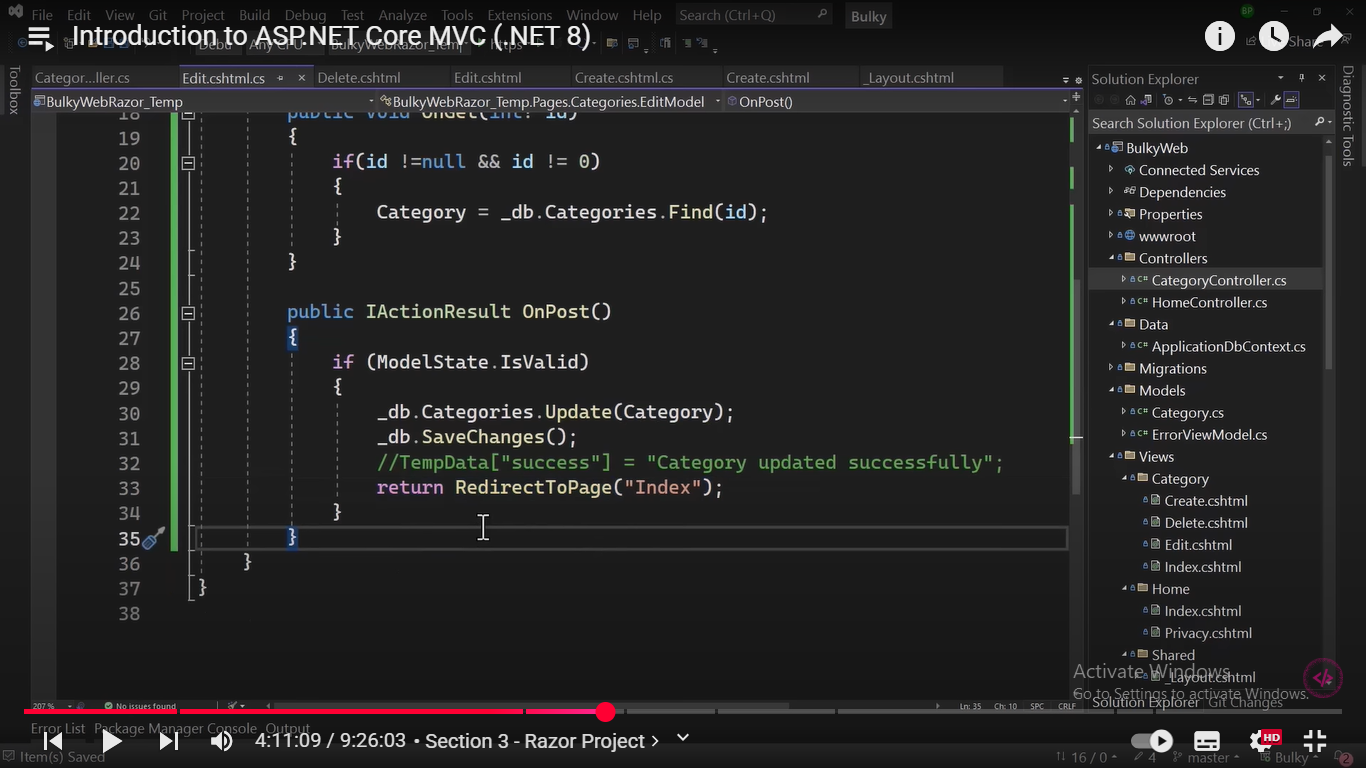 File Edit View Git Project Build Debug Test Analyze Tools Extensions Window Help Search (Ctrl+Q) Bulky
Introduction to ASP.NET Core MVC (.NET 8)
Toolbox
Categor...ller.cs Edit.cshtml.cs Delete.cshtml Edit.cshtml Create.cshtml.cs Create.cshtml _Layout.cshtml
BulkyWebRazor_Temp BulkyWebRazor_Temp.Pages.Categories.EditModel OnPost()
18 public void OnGet(int? id)
19 {
20 if(id !=null && id != 0)
21 {
22 Category = _db.Categories.Find(id);
23 }
24 }
25
26 public IActionResult OnPost()
27 {
28 if (ModelState.IsValid)
29 {
30 _db.Categories.Update(Category);
31 _db.SaveChanges();
32 //TempData["success"] = "Category updated successfully";
33 return RedirectToPage("Index");
34 }
35 }
36 }
37 }
38
207 % No issues found Ln: 35 Ch: 10 SPC CRLF
Solution Explorer
Search Solution Explorer (Ctrl+;)
BulkyWeb
Connected Services
Dependencies
Properties
wwwroot
Controllers
C# CategoryController.cs
C# HomeController.cs
Data
C# ApplicationDbContext.cs
Migrations
Models
C# Category.cs
C# ErrorViewModel.cs
Views
Category
Create.cshtml
Delete.cshtml
Edit.cshtml
Index.cshtml
Home
Index.cshtml
Privacy.cshtml
Shared
_Layout.cshtml
Activate Windows
Go to Settings to activate Windows.
Solution Explorer Git Changes
Diagnostic Tools
Error List Package Manager Console Output
4:11:09 / 9:26:03 • Section 3 - Razor Project
HD
Item(s) Saved
16 / 0 4 master Bulky 2